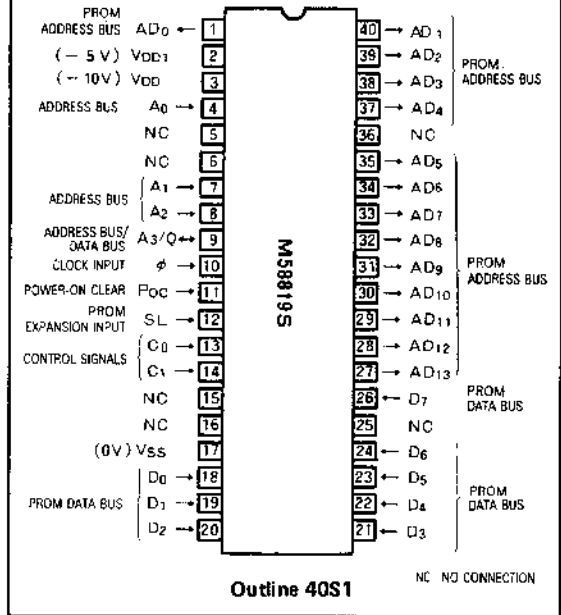 PROM
ADDRESS BUS AD0 ← 1
(−5V) VDD1 2
(−10V) VDD 3
ADDRESS BUS A0 → 4
NC 5
NC 6
ADDRESS BUS
A1 → 7
A2 → 8
ADDRESS BUS/
DATA BUS A3/Q ↔ 9
CLOCK INPUT ϕ → 10
POWER-ON CLEAR POC → 11
PROM
EXPANSION INPUT SL → 12
CONTROL SIGNALS
C0 → 13
C1 → 14
NC 15
NC 16
(0V) VSS 17
PROM DATA BUS
D0 → 18
D1 → 19
D2 → 20
M58819S
40 → AD1
39 → AD2
38 → AD3
37 → AD4
PROM
ADDRESS BUS
36 NC
35 → AD5
34 → AD6
33 → AD7
32 → AD8
31 → AD9
30 → AD10
29 → AD11
28 → AD12
27 → AD13
PROM
ADDRESS BUS
26 ← D7
PROM
DATA BUS
25 NC
24 ← D6
23 ← D5
22 ← D4
21 ← D3
PROM
DATA BUS
Outline 40S1
NC NO CONNECTION